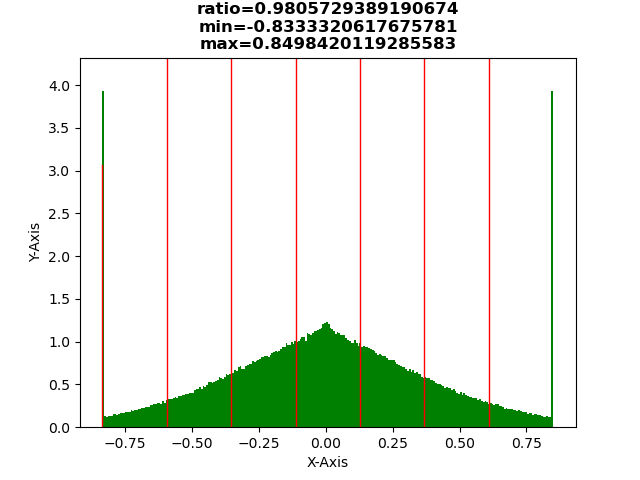 ratio=0.9805729389190674
min=-0.8333320617675781
max=0.8498420119285583
4.0
3.5
3.0
2.5
2.0
1.5
1.0
0.5
0.0
Y-Axis
−0.75 −0.50 −0.25 0.00 0.25 0.50 0.75
X-Axis